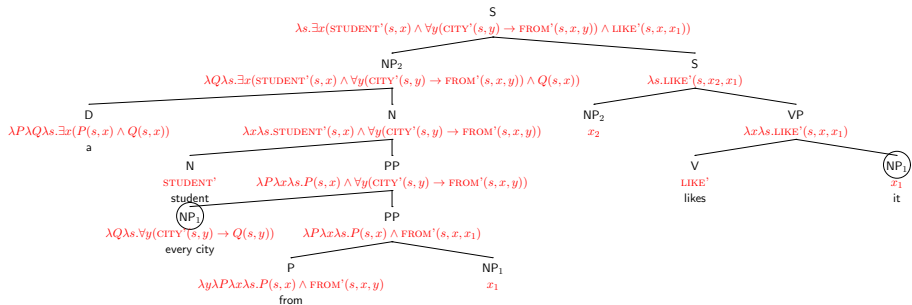 S
λs.∃x(STUDENT'(s, x) ∧ ∀y(CITY'(s, y) → FROM'(s, x, y)) ∧ LIKE'(s, x, x₁))
NP₂ S
λQλs.∃x(STUDENT'(s, x) ∧ ∀y(CITY'(s, y) → FROM'(s, x, y)) ∧ Q(s, x)) λs.LIKE'(s, x₂, x₁)
D N NP₂ VP
λPλQλs.∃x(P(s, x) ∧ Q(s, x)) λxλs.STUDENT'(s, x) ∧ ∀y(CITY'(s, y) → FROM'(s, x, y)) x₂ λxλs.LIKE'(s, x, x₁)
a
N PP V NP₁
STUDENT' λPλxλs.P(s, x) ∧ ∀y(CITY'(s, y) → FROM'(s, x, y)) LIKE' x₁
student likes it
NP₁ PP
λQλs.∀y(CITY'(s, y) → Q(s, y)) λPλxλs.P(s, x) ∧ FROM'(s, x, x₁)
every city
P NP₁
λyλPλxλs.P(s, x) ∧ FROM'(s, x, y) x₁
from